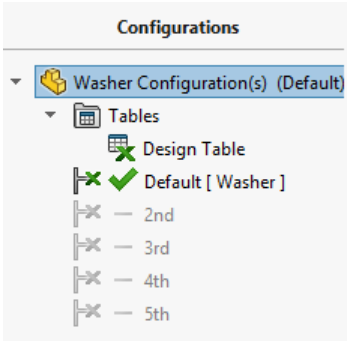 Configurations
Washer Configuration(s) (Default)
Tables
Design Table
Default [ Washer ]
2nd
3rd
4th
5th